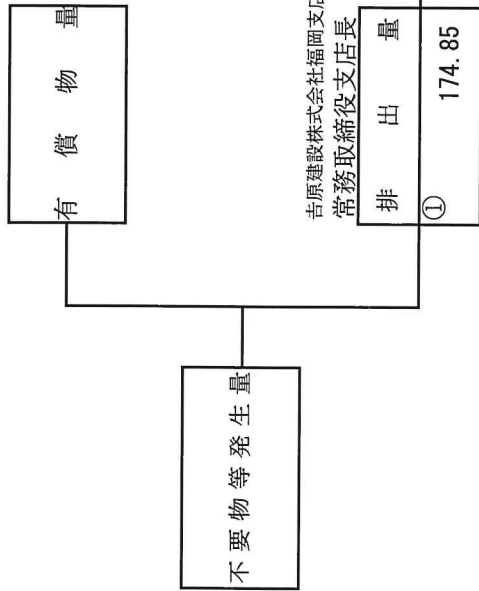 有償物量
不要物等発生量
吉原建設株式会社福岡支店
常務取締役支店長
排出量
①
174.85